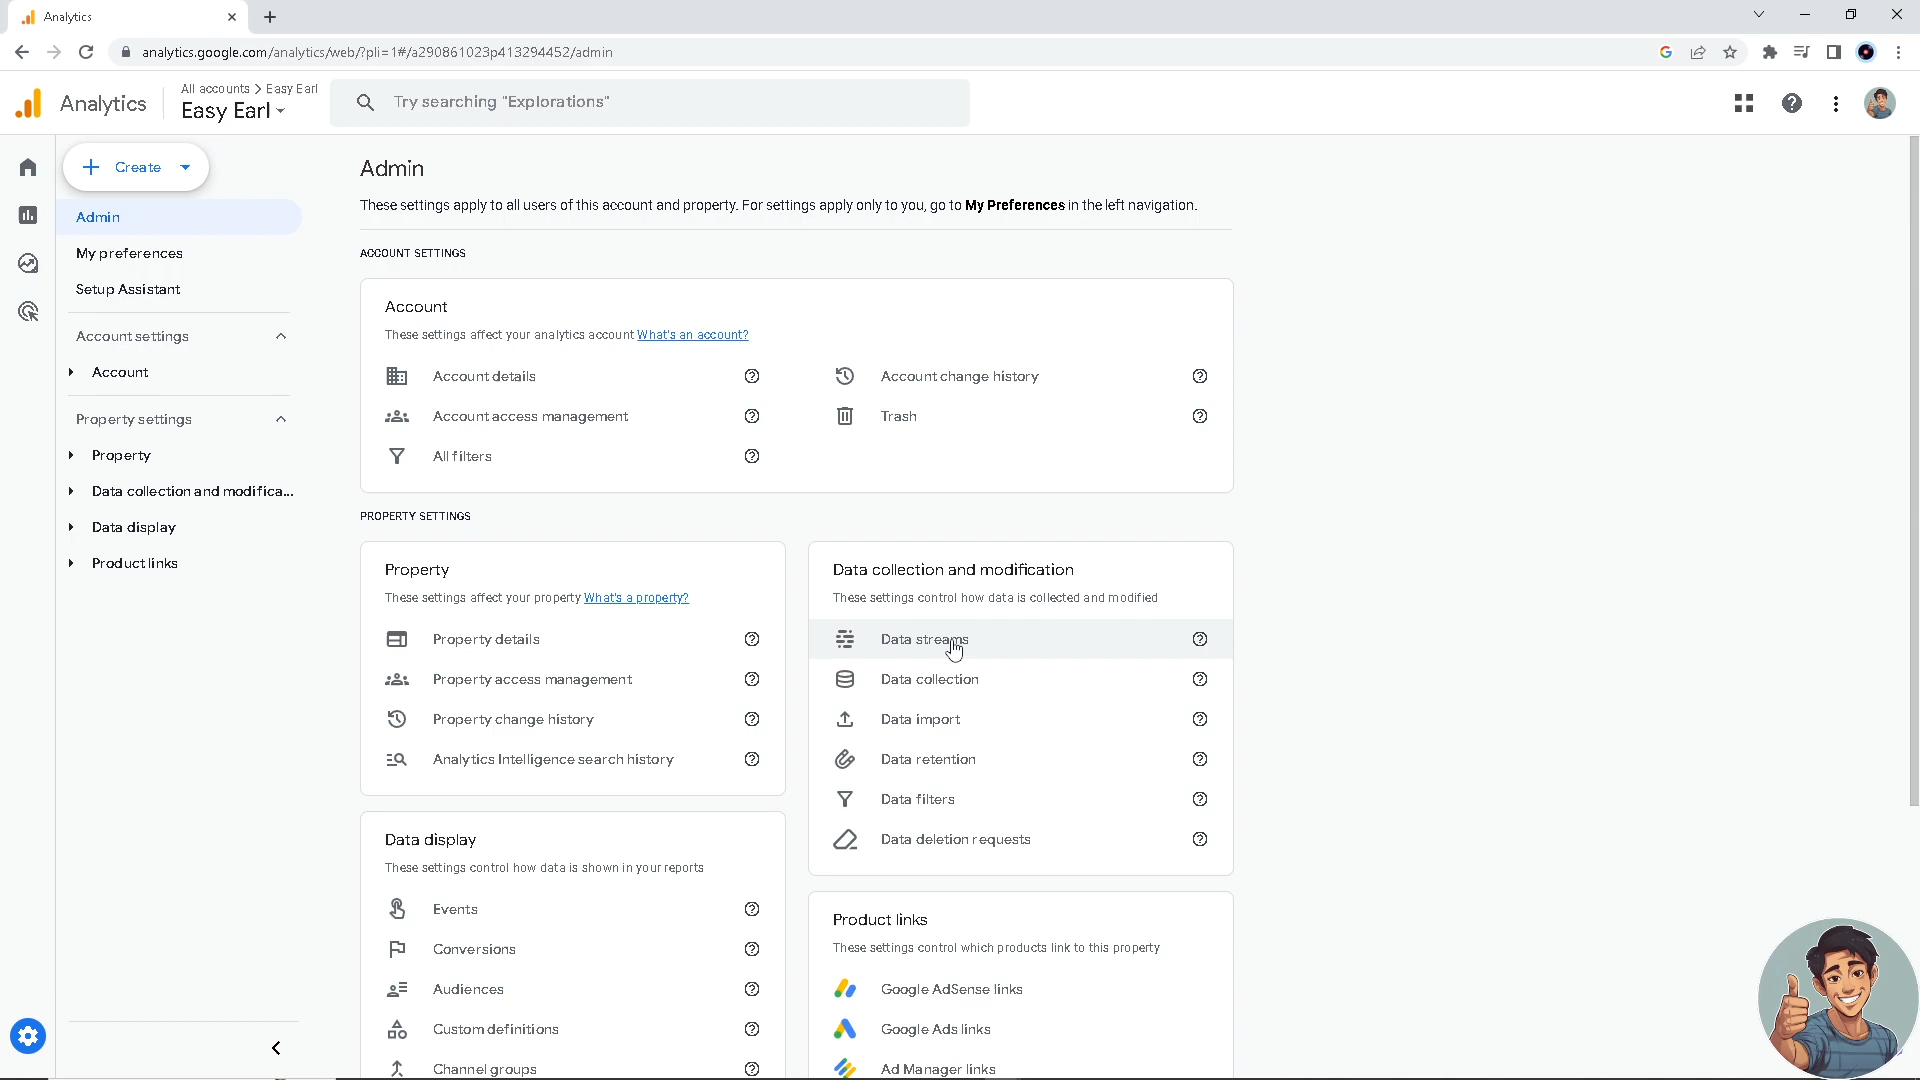 Analytics
analytics.google.com/analytics/web/?pli=1#/a290861023p413294452/admin
Analytics
All accounts > Easy Earl
Easy Earl
Try searching "Explorations"
Create
Admin
My preferences
Setup Assistant
Account settings
Account
Property settings
Property
Data collection and modifica...
Data display
Product links
Admin
These settings apply to all users of this account and property. For settings apply only to you, go to My Preferences in the left navigation.
ACCOUNT SETTINGS
Account
These settings affect your analytics account What's an account?
Account details
Account change history
Account access management
Trash
All filters
PROPERTY SETTINGS
Property
These settings affect your property What's a property?
Property details
Property access management
Property change history
Analytics Intelligence search history
Data collection and modification
These settings control how data is collected and modified
Data streams
Data collection
Data import
Data retention
Data filters
Data deletion requests
Data display
These settings control how data is shown in your reports
Events
Conversions
Audiences
Custom definitions
Channel groups
Product links
These settings control which products link to this property
Google AdSense links
Google Ads links
Ad Manager links